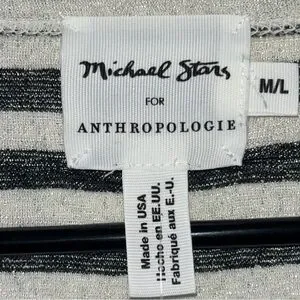 Michael Stars
FOR
ANTHROPOLOGIE
M/L
Made in USA
Hecho en EE.UU.
Fabriqué aux E.-U.